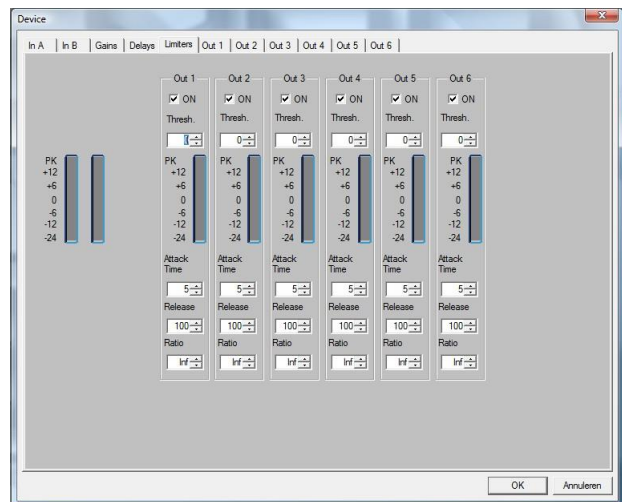 Device
In A In B Gains Delays Limiters Out 1 Out 2 Out 3 Out 4 Out 5 Out 6
Out 1 Out 2 Out 3 Out 4 Out 5 Out 6
ON ON ON ON ON ON
Thresh. Thresh. Thresh. Thresh. Thresh. Thresh.
0 0 0 0 0
PK PK PK PK PK PK PK
+12 +12 +12 +12 +12 +12 +12
+6 +6 +6 +6 +6 +6 +6
0 0 0 0 0 0 0
-6 -6 -6 -6 -6 -6 -6
-12 -12 -12 -12 -12 -12 -12
-24 -24 -24 -24 -24 -24 -24
Attack Attack Attack Attack Attack Attack
Time Time Time Time Time Time
5 5 5 5 5 5
Release Release Release Release Release Release
100 100 100 100 100 100
Ratio Ratio Ratio Ratio Ratio Ratio
Inf Inf Inf Inf Inf Inf
OK Annuleren